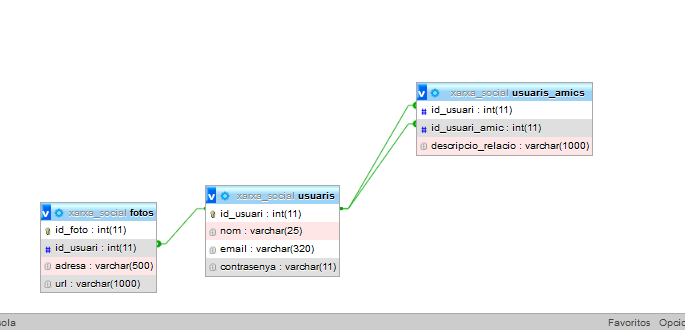 xarxa_social usuaris_amics
id_usuari : int(11)
id_usuari_amic : int(11)
descripcio_relacio : varchar(1000)
xarxa_social usuaris
id_usuari : int(11)
nom : varchar(25)
email : varchar(320)
contrasenya : varchar(11)
xarxa_social fotos
id_foto : int(11)
id_usuari : int(11)
adresa : varchar(500)
url : varchar(1000)
sola
Favoritos Opcio